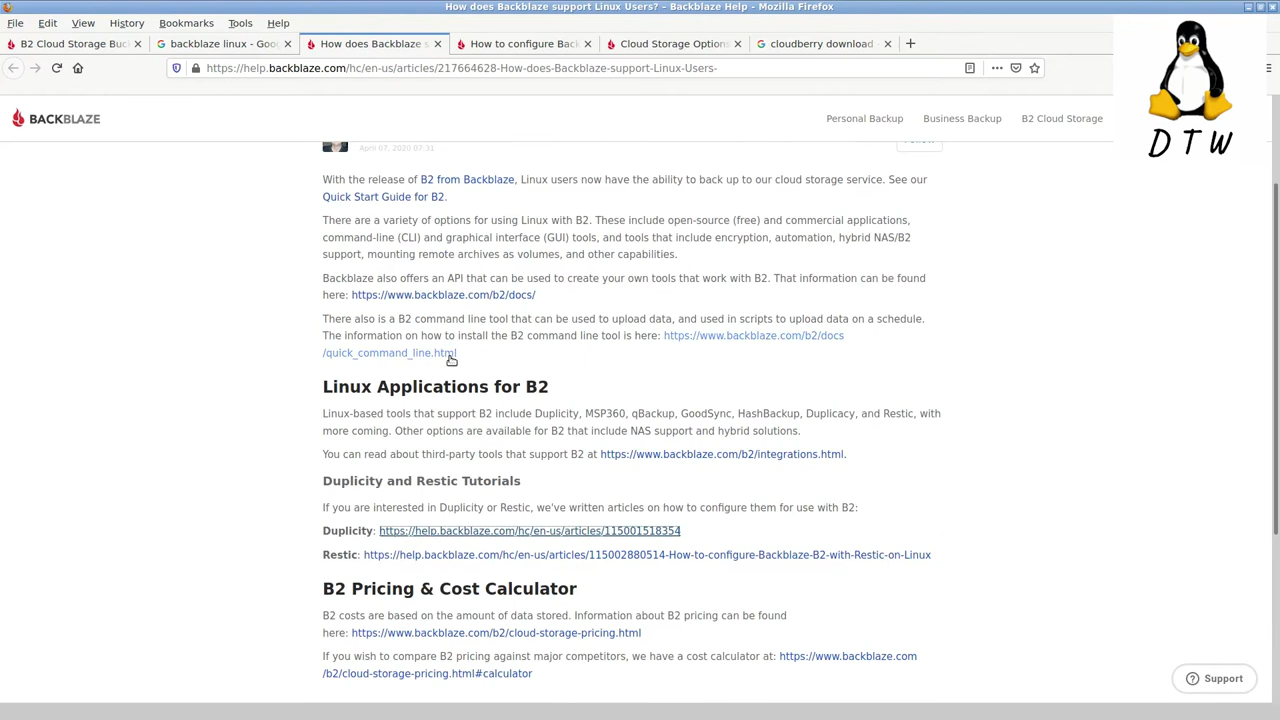 How does Backblaze support Linux Users? – Backblaze Help - Mozilla Firefox
File Edit View History Bookmarks Tools Help
B2 Cloud Storage Buc
backblaze linux - Goo
How does Backblaze s
How to configure Back
Cloud Storage Options
cloudberry download -
https://help.backblaze.com/hc/en-us/articles/217664628-How-does-Backblaze-support-Linux-Users-
BACKBLAZE
Personal Backup Business Backup B2 Cloud Storage
DTW
April 07, 2020 07:31
With the release of B2 from Backblaze, Linux users now have the ability to back up to our cloud storage service. See our
Quick Start Guide for B2.
There are a variety of options for using Linux with B2. These include open-source (free) and commercial applications,
command-line (CLI) and graphical interface (GUI) tools, and tools that include encryption, automation, hybrid NAS/B2
support, mounting remote archives as volumes, and other capabilities.
Backblaze also offers an API that can be used to create your own tools that work with B2. That information can be found
here: https://www.backblaze.com/b2/docs/
There also is a B2 command line tool that can be used to upload data, and used in scripts to upload data on a schedule.
The information on how to install the B2 command line tool is here: https://www.backblaze.com/b2/docs
/quick_command_line.html
Linux Applications for B2
Linux-based tools that support B2 include Duplicity, MSP360, qBackup, GoodSync, HashBackup, Duplicacy, and Restic, with
more coming. Other options are available for B2 that include NAS support and hybrid solutions.
You can read about third-party tools that support B2 at https://www.backblaze.com/b2/integrations.html.
Duplicity and Restic Tutorials
If you are interested in Duplicity or Restic, we've written articles on how to configure them for use with B2:
Duplicity: https://help.backblaze.com/hc/en-us/articles/115001518354
Restic: https://help.backblaze.com/hc/en-us/articles/115002880514-How-to-configure-Backblaze-B2-with-Restic-on-Linux
B2 Pricing & Cost Calculator
B2 costs are based on the amount of data stored. Information about B2 pricing can be found
here: https://www.backblaze.com/b2/cloud-storage-pricing.html
If you wish to compare B2 pricing against major competitors, we have a cost calculator at: https://www.backblaze.com
/b2/cloud-storage-pricing.html#calculator
Support